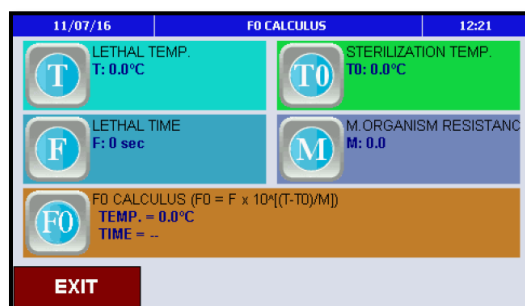 11/07/16 F0 CALCULUS 12:21
T LETHAL TEMP.
T: 0.0°C
T0 STERILIZATION TEMP.
T0: 0.0°C
F LETHAL TIME
F: 0 sec
M M.ORGANISM RESISTANC
M: 0.0
F0 F0 CALCULUS (F0 = F x 10^[(T-T0)/M])
TEMP. = 0.0°C
TIME = --
EXIT